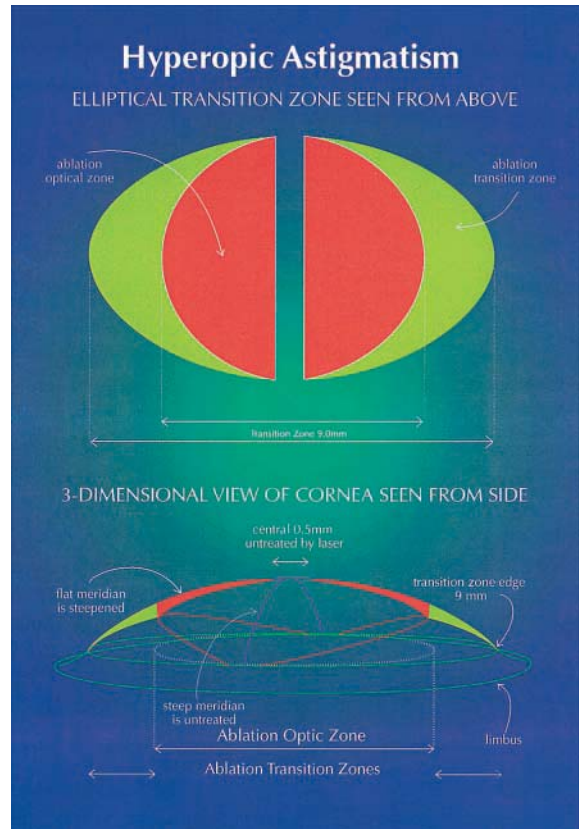 Hyperopic Astigmatism
ELLIPTICAL TRANSITION ZONE SEEN FROM ABOVE
ablation
optical zone
ablation
transition zone
Transition Zone 9.0mm
3-DIMENSIONAL VIEW OF CORNEA SEEN FROM SIDE
central 0.5mm
untreated by laser
flat meridian
is steepened
transition zone edge
9 mm
steep meridian
is untreated
Ablation Optic Zone
limbus
Ablation Transition Zones